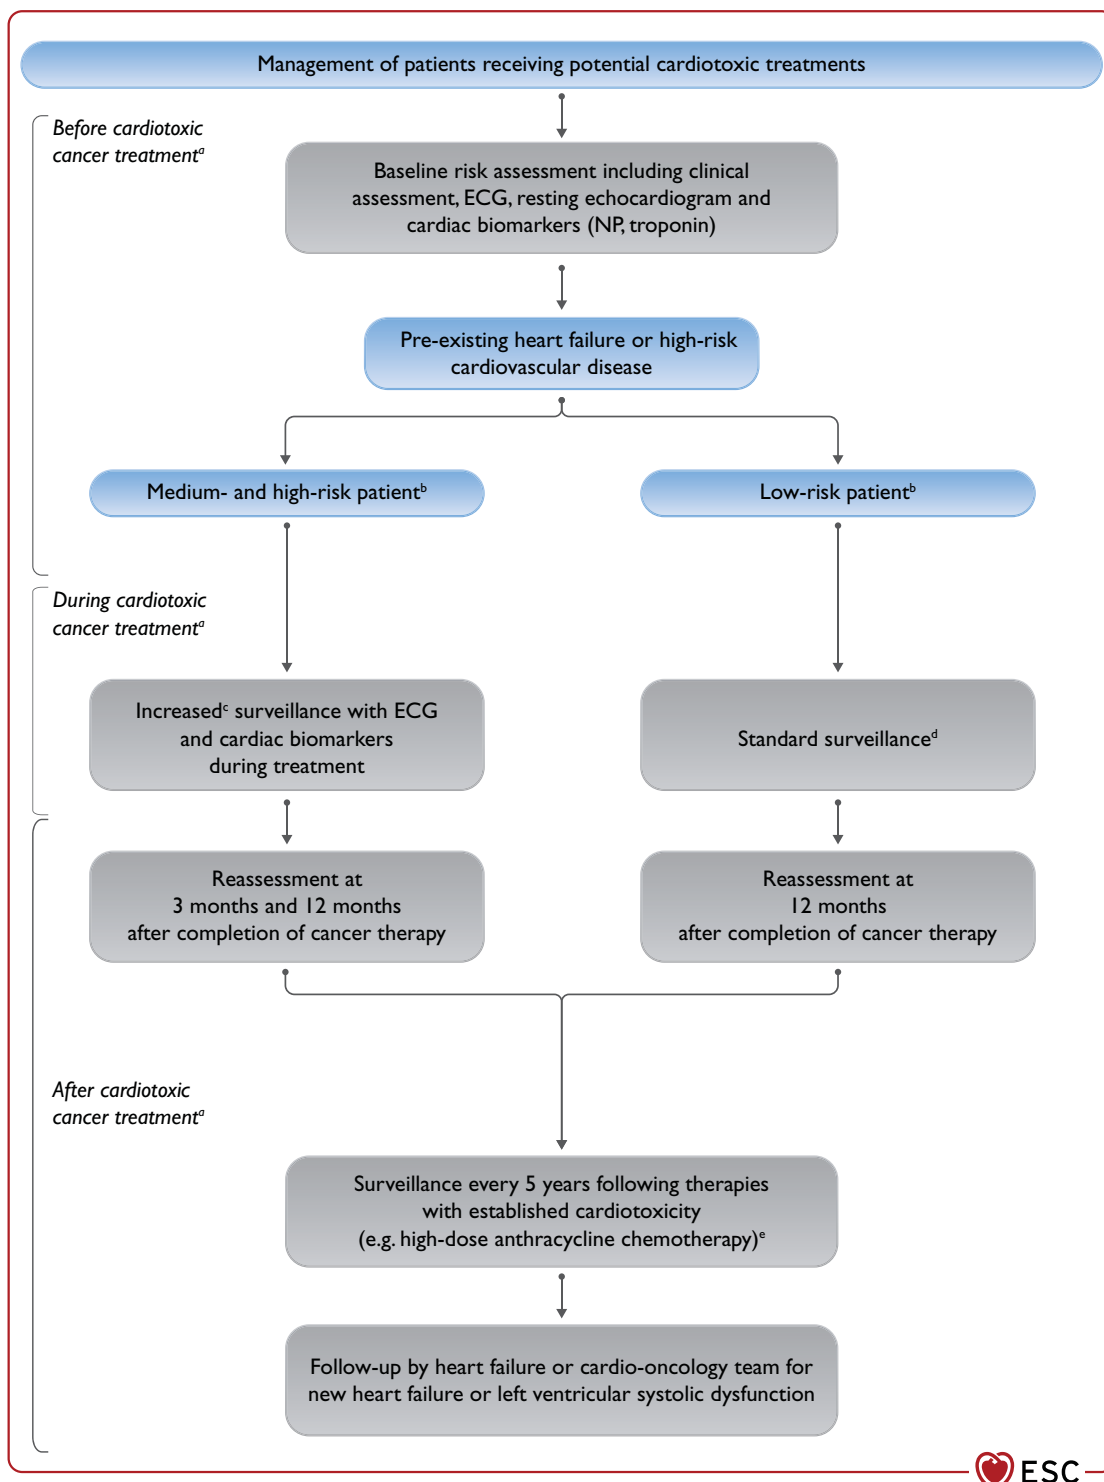 Management of patients receiving potential cardiotoxic treatments
Before cardiotoxic
cancer treatmentᵃ
Baseline risk assessment including clinical
assessment, ECG, resting echocardiogram and
cardiac biomarkers (NP, troponin)
Pre-existing heart failure or high-risk
cardiovascular disease
Medium- and high-risk patientᵇ
Low-risk patientᵇ
During cardiotoxic
cancer treatmentᵃ
Increasedᶜ surveillance with ECG
and cardiac biomarkers
during treatment
Standard surveillanceᵈ
Reassessment at
3 months and 12 months
after completion of cancer therapy
Reassessment at
12 months
after completion of cancer therapy
After cardiotoxic
cancer treatmentᵃ
Surveillance every 5 years following therapies
with established cardiotoxicity
(e.g. high-dose anthracycline chemotherapy)ᵉ
Follow-up by heart failure or cardio-oncology team for
new heart failure or left ventricular systolic dysfunction
ESC